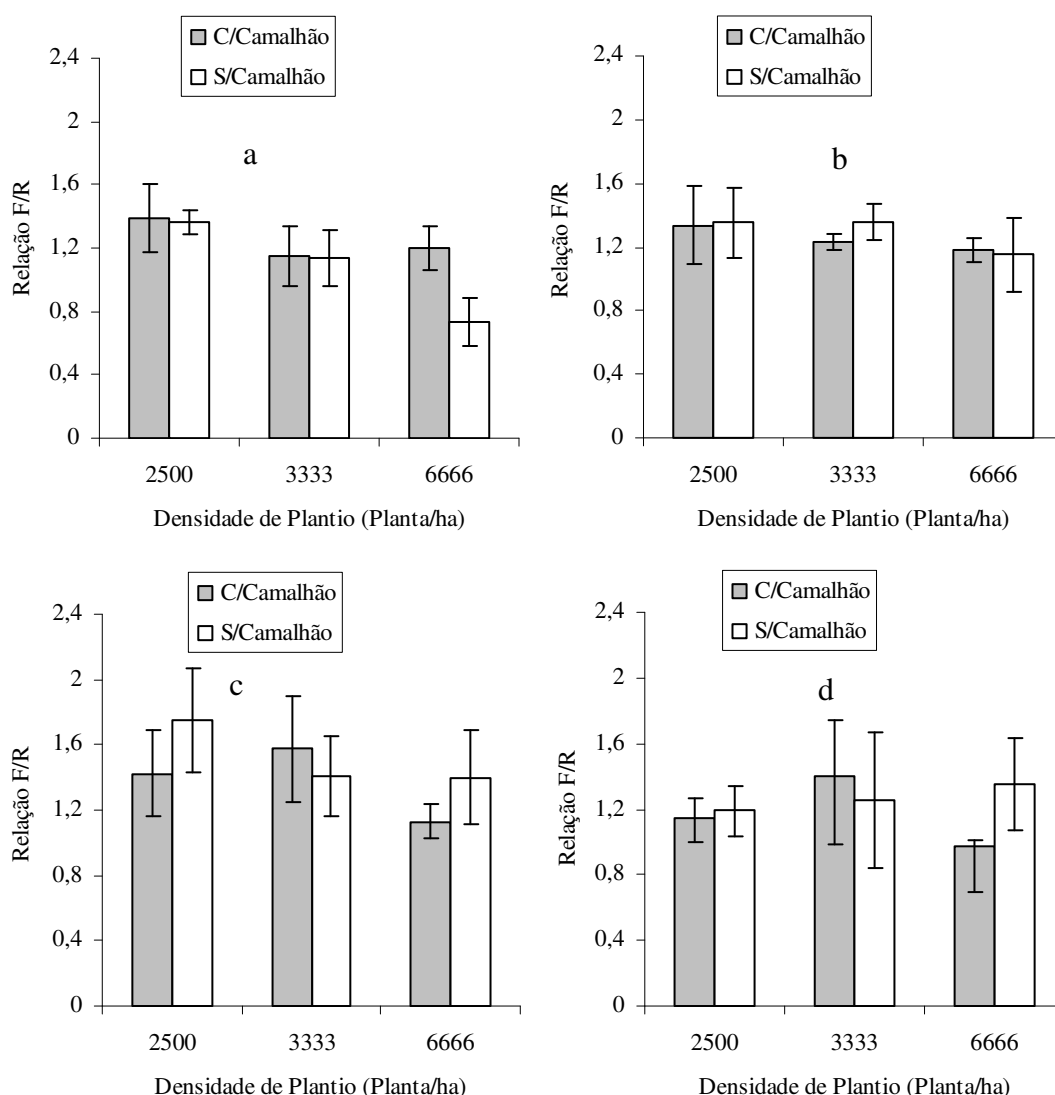 C/Camalhão
S/Camalhão
2,4
2
1,6
1,2
0,8
0,4
0
Relação F/R
a
2500 3333 6666
Densidade de Plantio (Planta/ha)
C/Camalhão
S/Camalhão
2,4
2
1,6
1,2
0,8
0,4
0
Relação F/R
b
2500 3333 6666
Densidade de Plantio (Planta/ha)
C/Camalhão
S/Camalhão
2,4
2
1,6
1,2
0,8
0,4
0
Relação F/R
c
2500 3333 6666
Densidade de Plantio (Planta/ha)
C/Camalhão
S/Camalhão
2,4
2
1,6
1,2
0,8
0,4
0
Relação F/R
d
2500 3333 6666
Densidade de Plantio (Planta/ha)